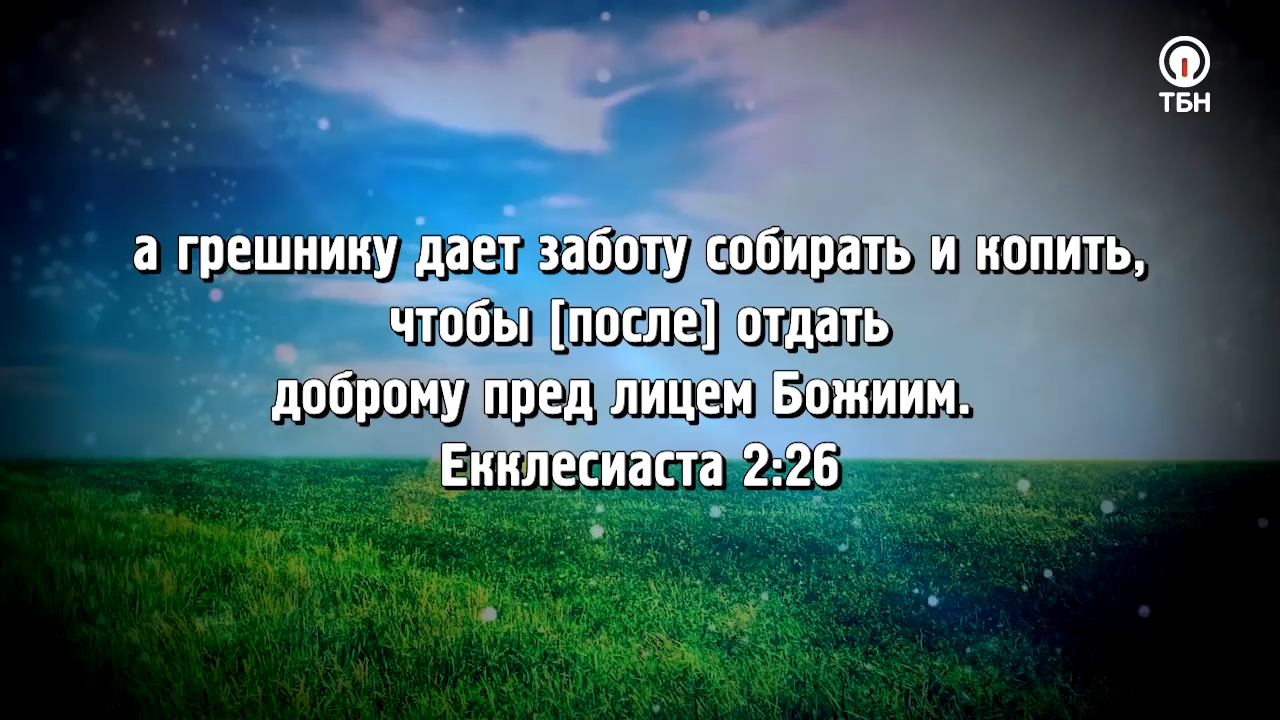 ТБН
а грешнику дает заботу собирать и копить,
чтобы [после] отдать
доброму пред лицем Божиим.
Екклесиаста 2:26